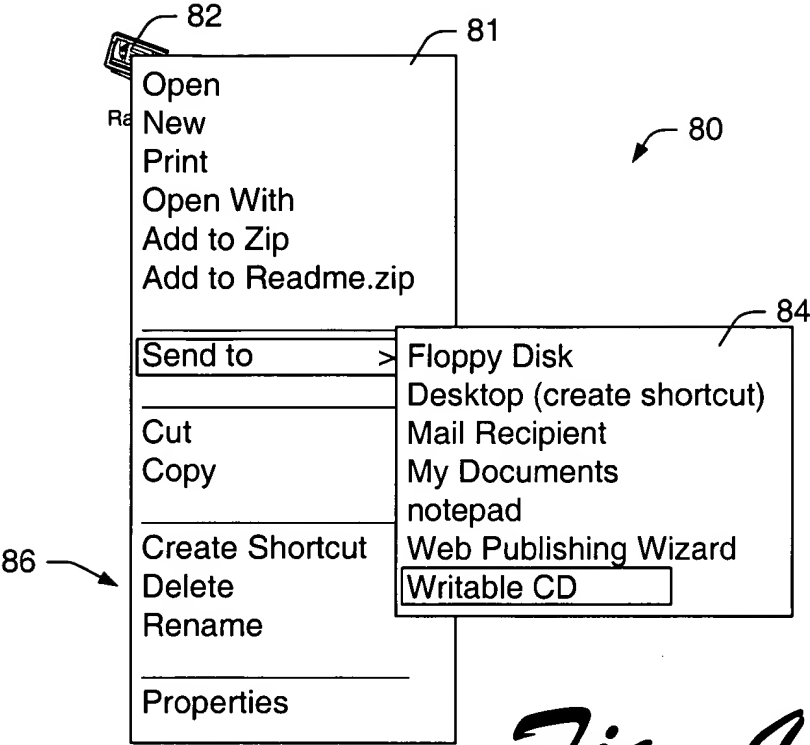 82
81
Ra
Open
New
80
Print
Open With
Add to Zip
Add to Readme.zip
84
Send to >
Floppy Disk
Desktop (create shortcut)
Mail Recipient
My Documents
notepad
Web Publishing Wizard
Writable CD
Cut
Copy
86
Create Shortcut
Delete
Rename
Properties